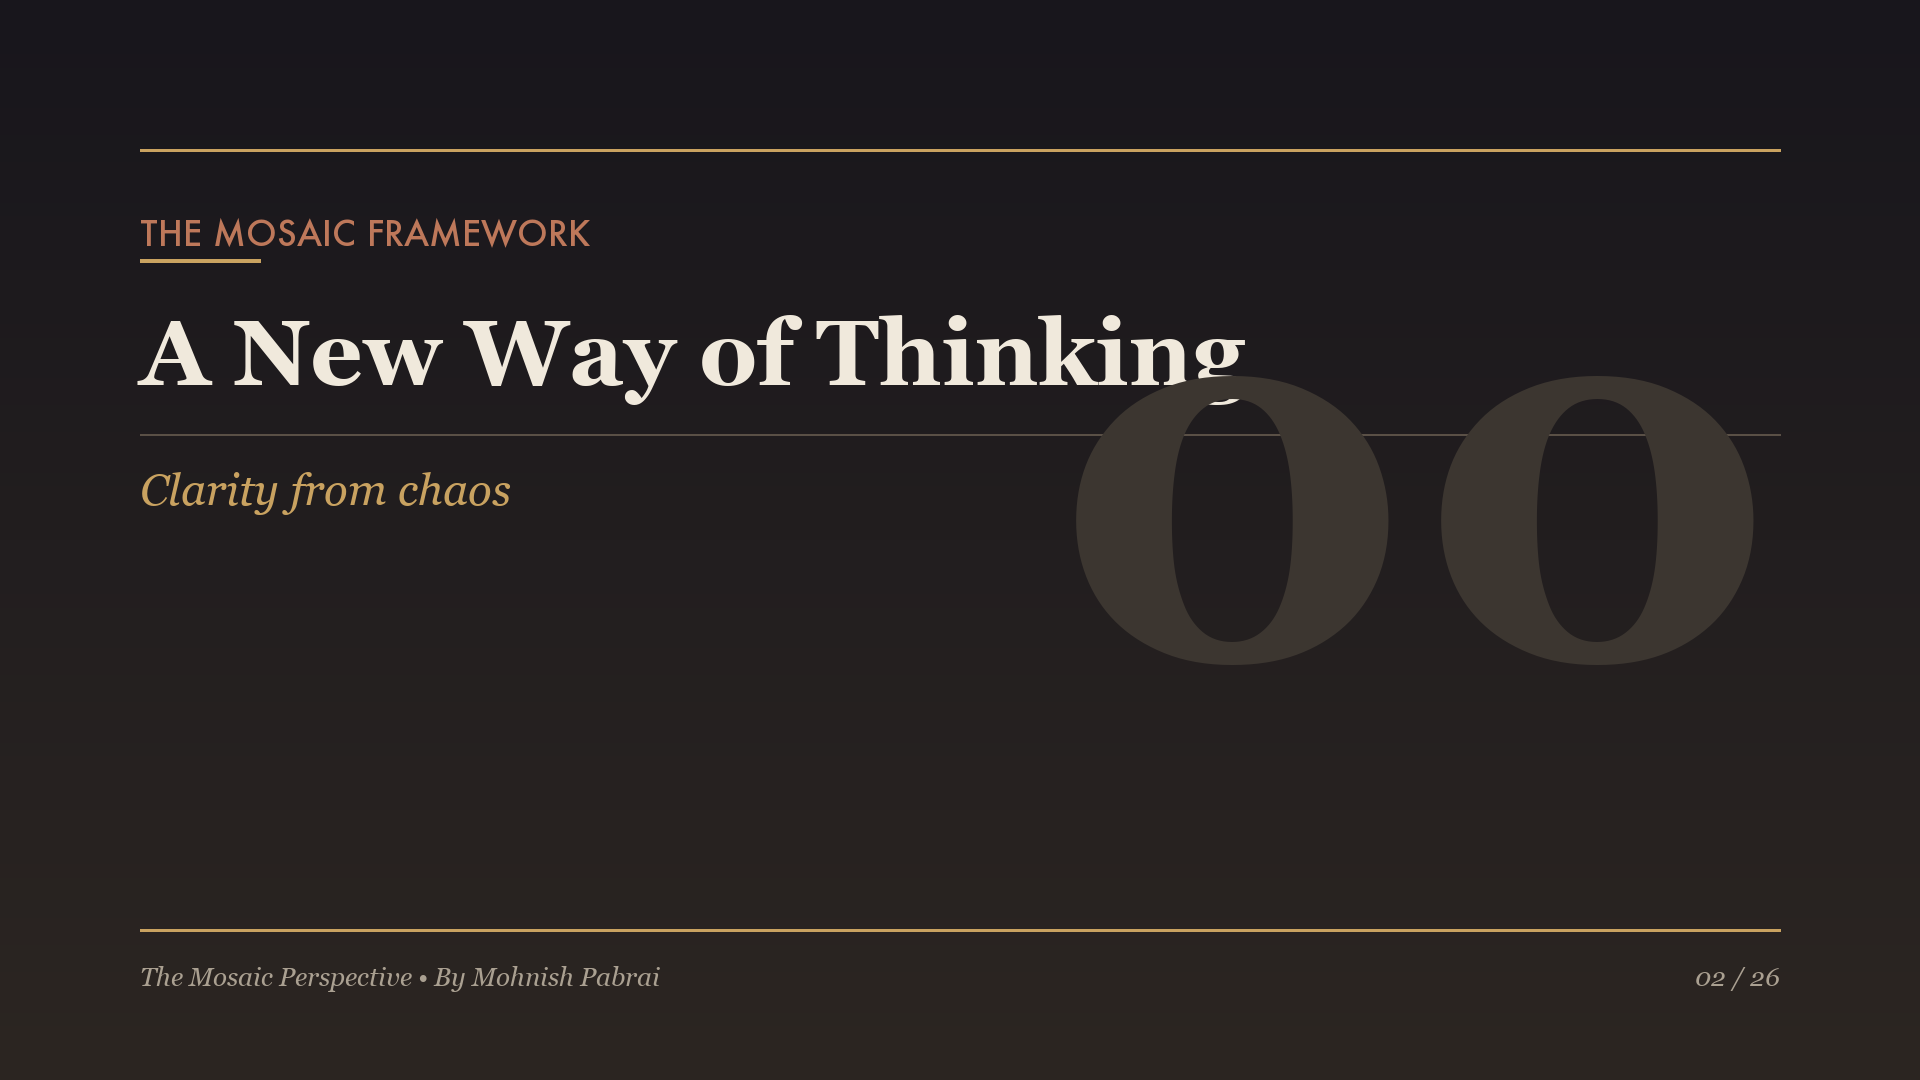 THE MOSAIC FRAMEWORK
A New Way of Thinking
Clarity from chaos
00
The Mosaic Perspective • By Mohnish Pabrai
02 / 26